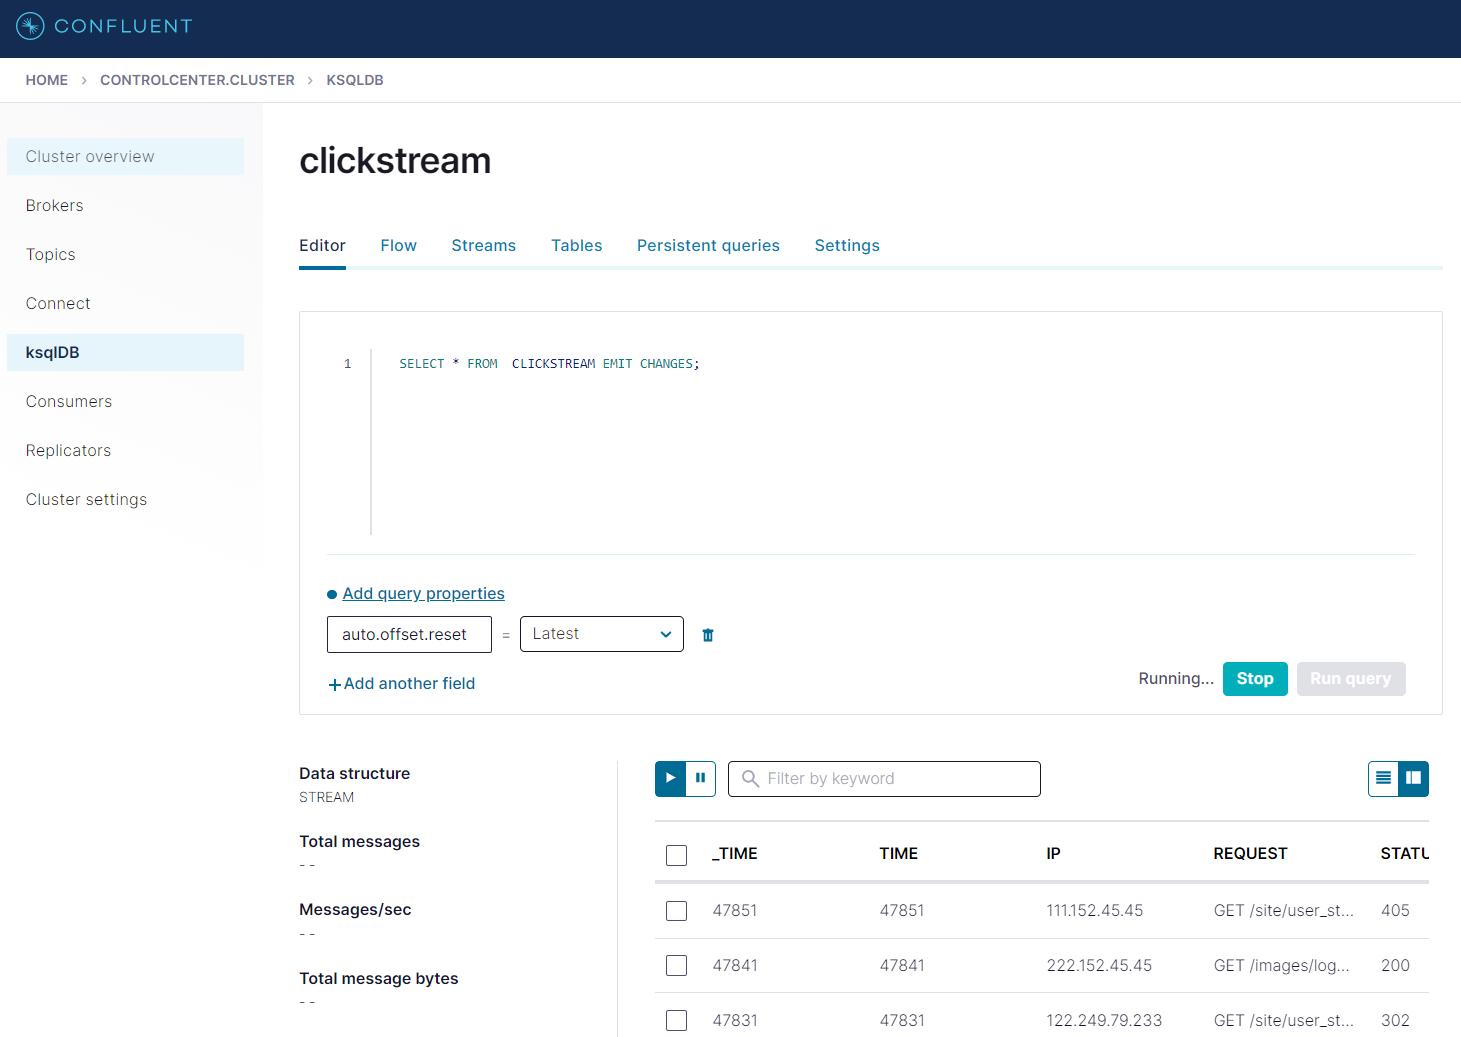 CONFLUENT
HOME > CONTROLCENTER.CLUSTER > KSQLDB
Cluster overview
Brokers
Topics
Connect
ksqlDB
Consumers
Replicators
Cluster settings
clickstream
Editor Flow Streams Tables Persistent queries Settings
1 SELECT * FROM CLICKSTREAM EMIT CHANGES;
Add query properties
auto.offset.reset = Latest
+Add another field
Running... Stop Run query
Data structure
STREAM
Total messages
- -
Messages/sec
- -
Total message bytes
- -
Filter by keyword
_TIME TIME IP REQUEST STATU
47851 47851 111.152.45.45 GET /site/user_st... 405
47841 47841 222.152.45.45 GET /images/log... 200
47831 47831 122.249.79.233 GET /site/user_st... 302